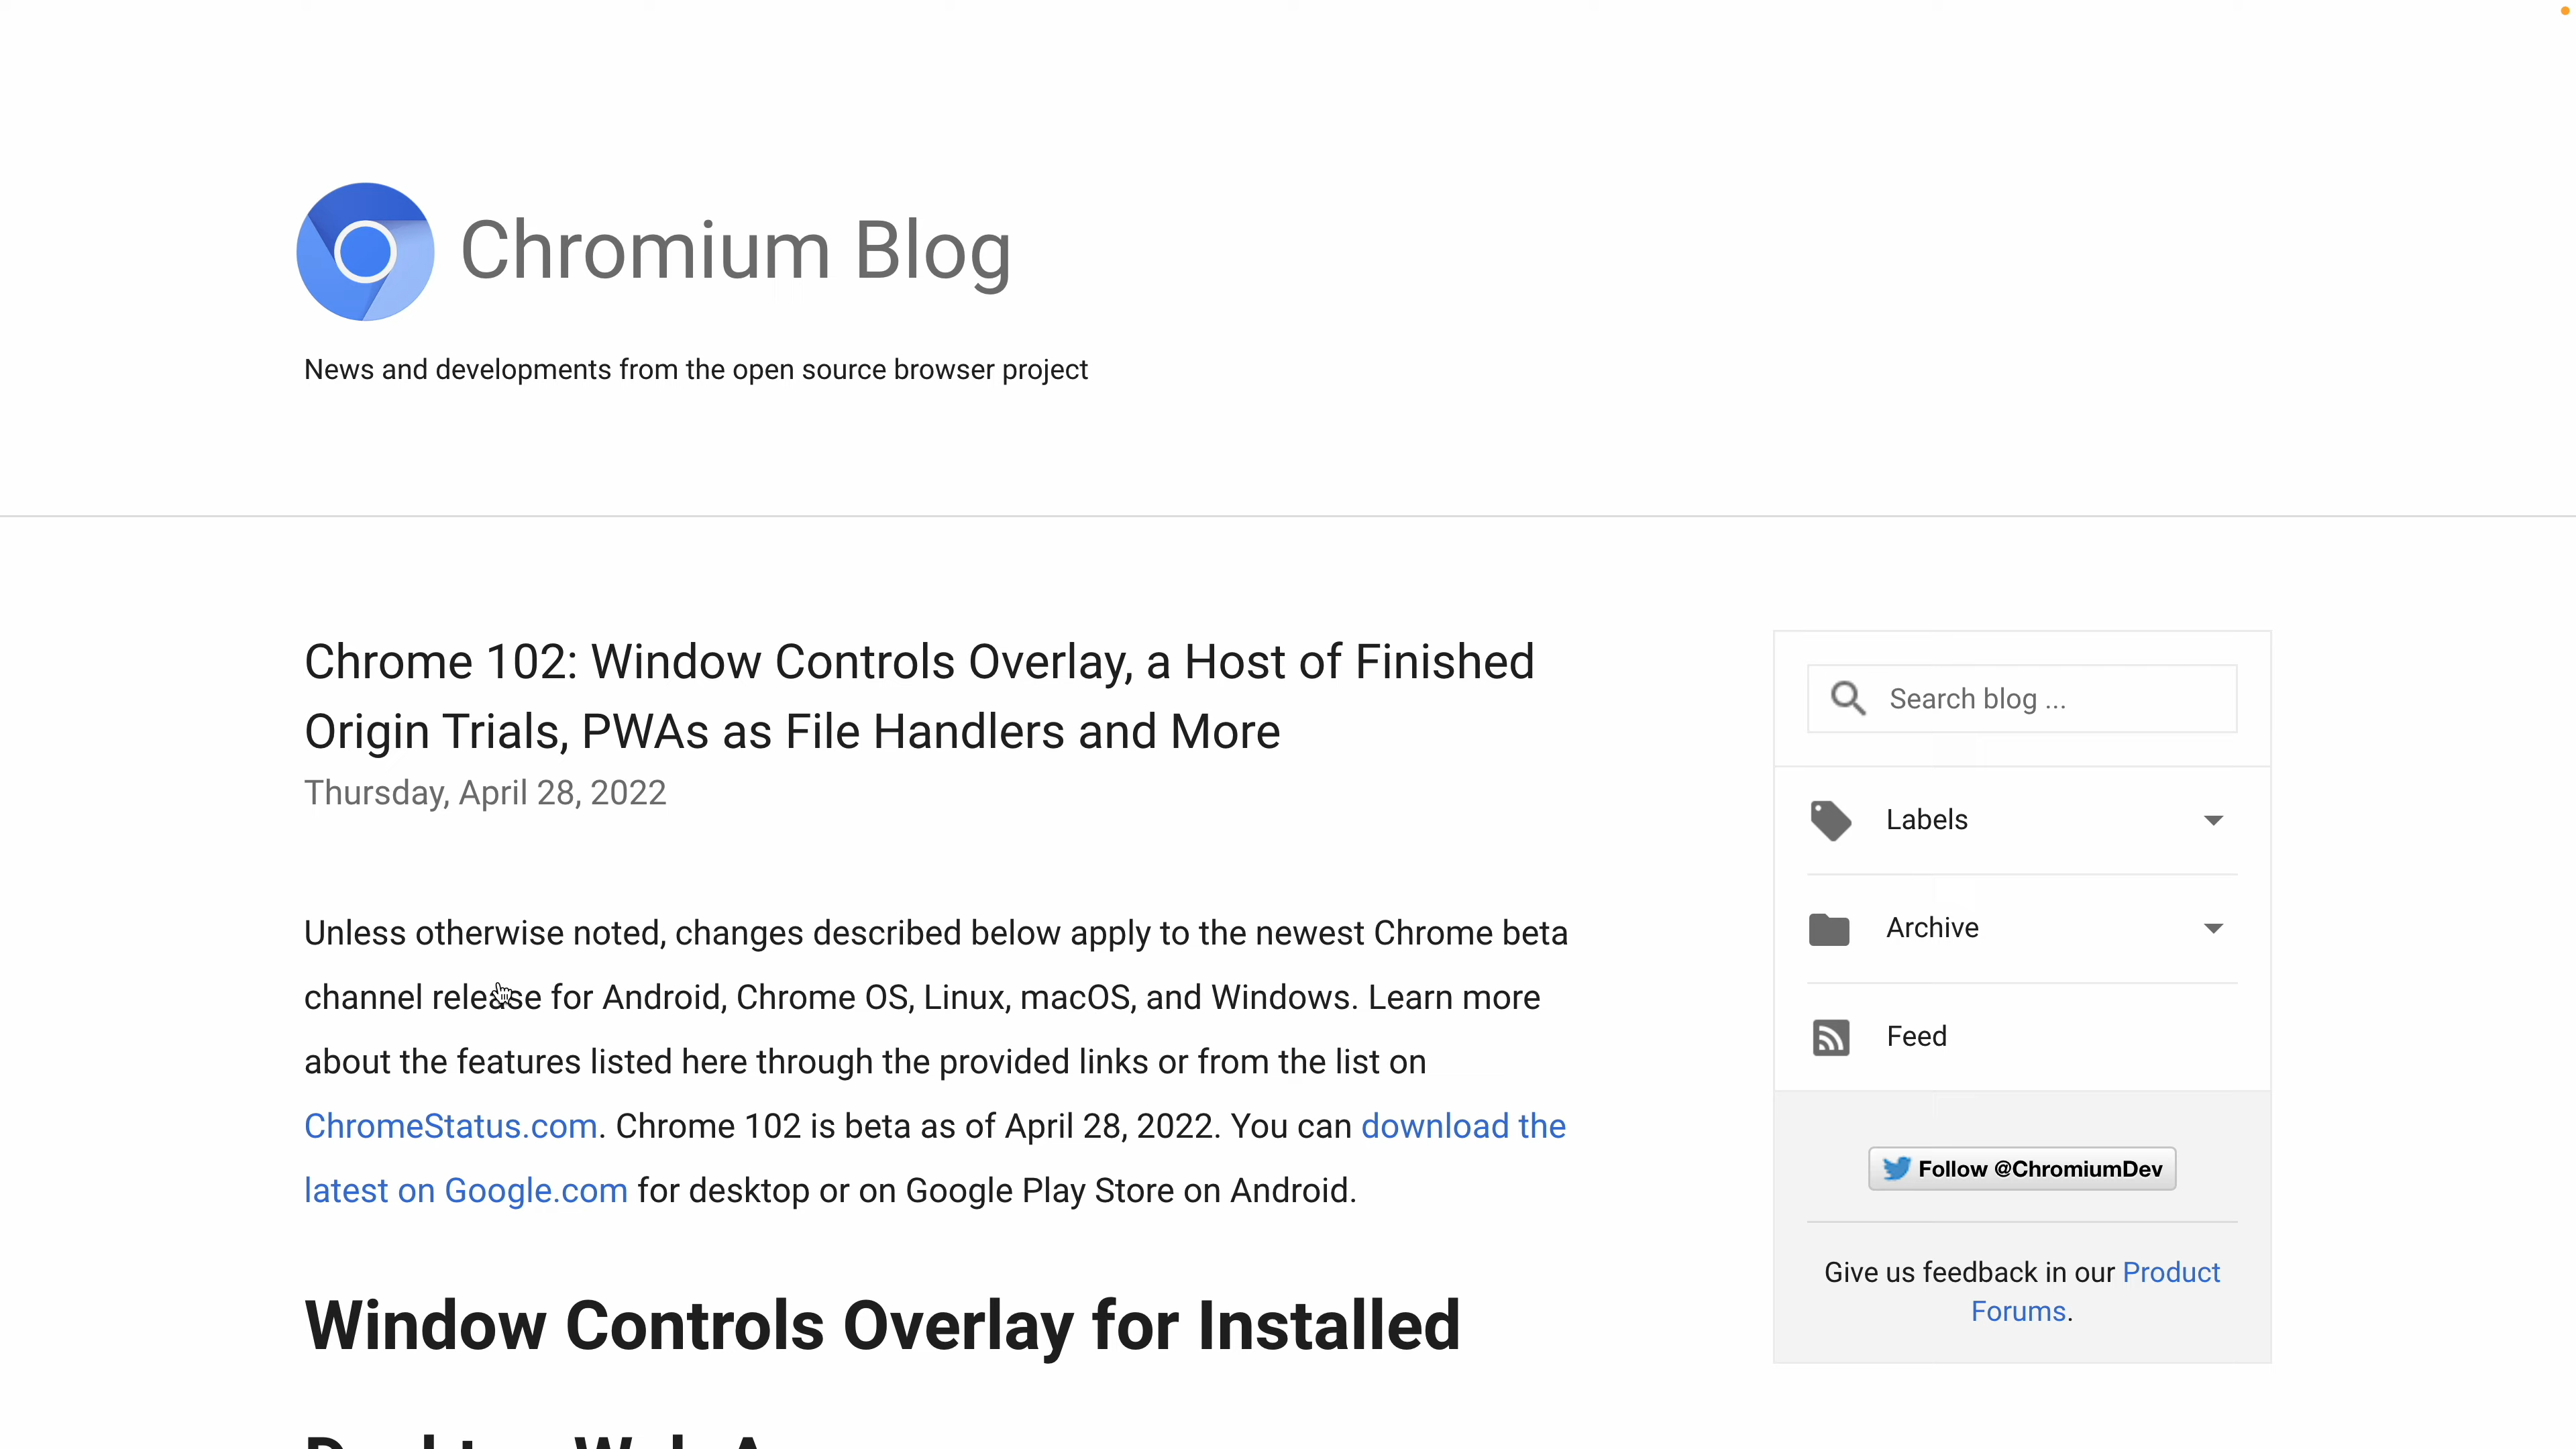 Chromium Blog
News and developments from the open source browser project
Chrome 102: Window Controls Overlay, a Host of Finished
Origin Trials, PWAs as File Handlers and More
Thursday, April 28, 2022
Unless otherwise noted, changes described below apply to the newest Chrome beta
channel release for Android, Chrome OS, Linux, macOS, and Windows. Learn more
about the features listed here through the provided links or from the list on
ChromeStatus.com. Chrome 102 is beta as of April 28, 2022. You can download the
latest on Google.com for desktop or on Google Play Store on Android.
Window Controls Overlay for Installed
Search blog ...
Labels
Archive
Feed
Follow @ChromiumDev
Give us feedback in our Product
Forums.